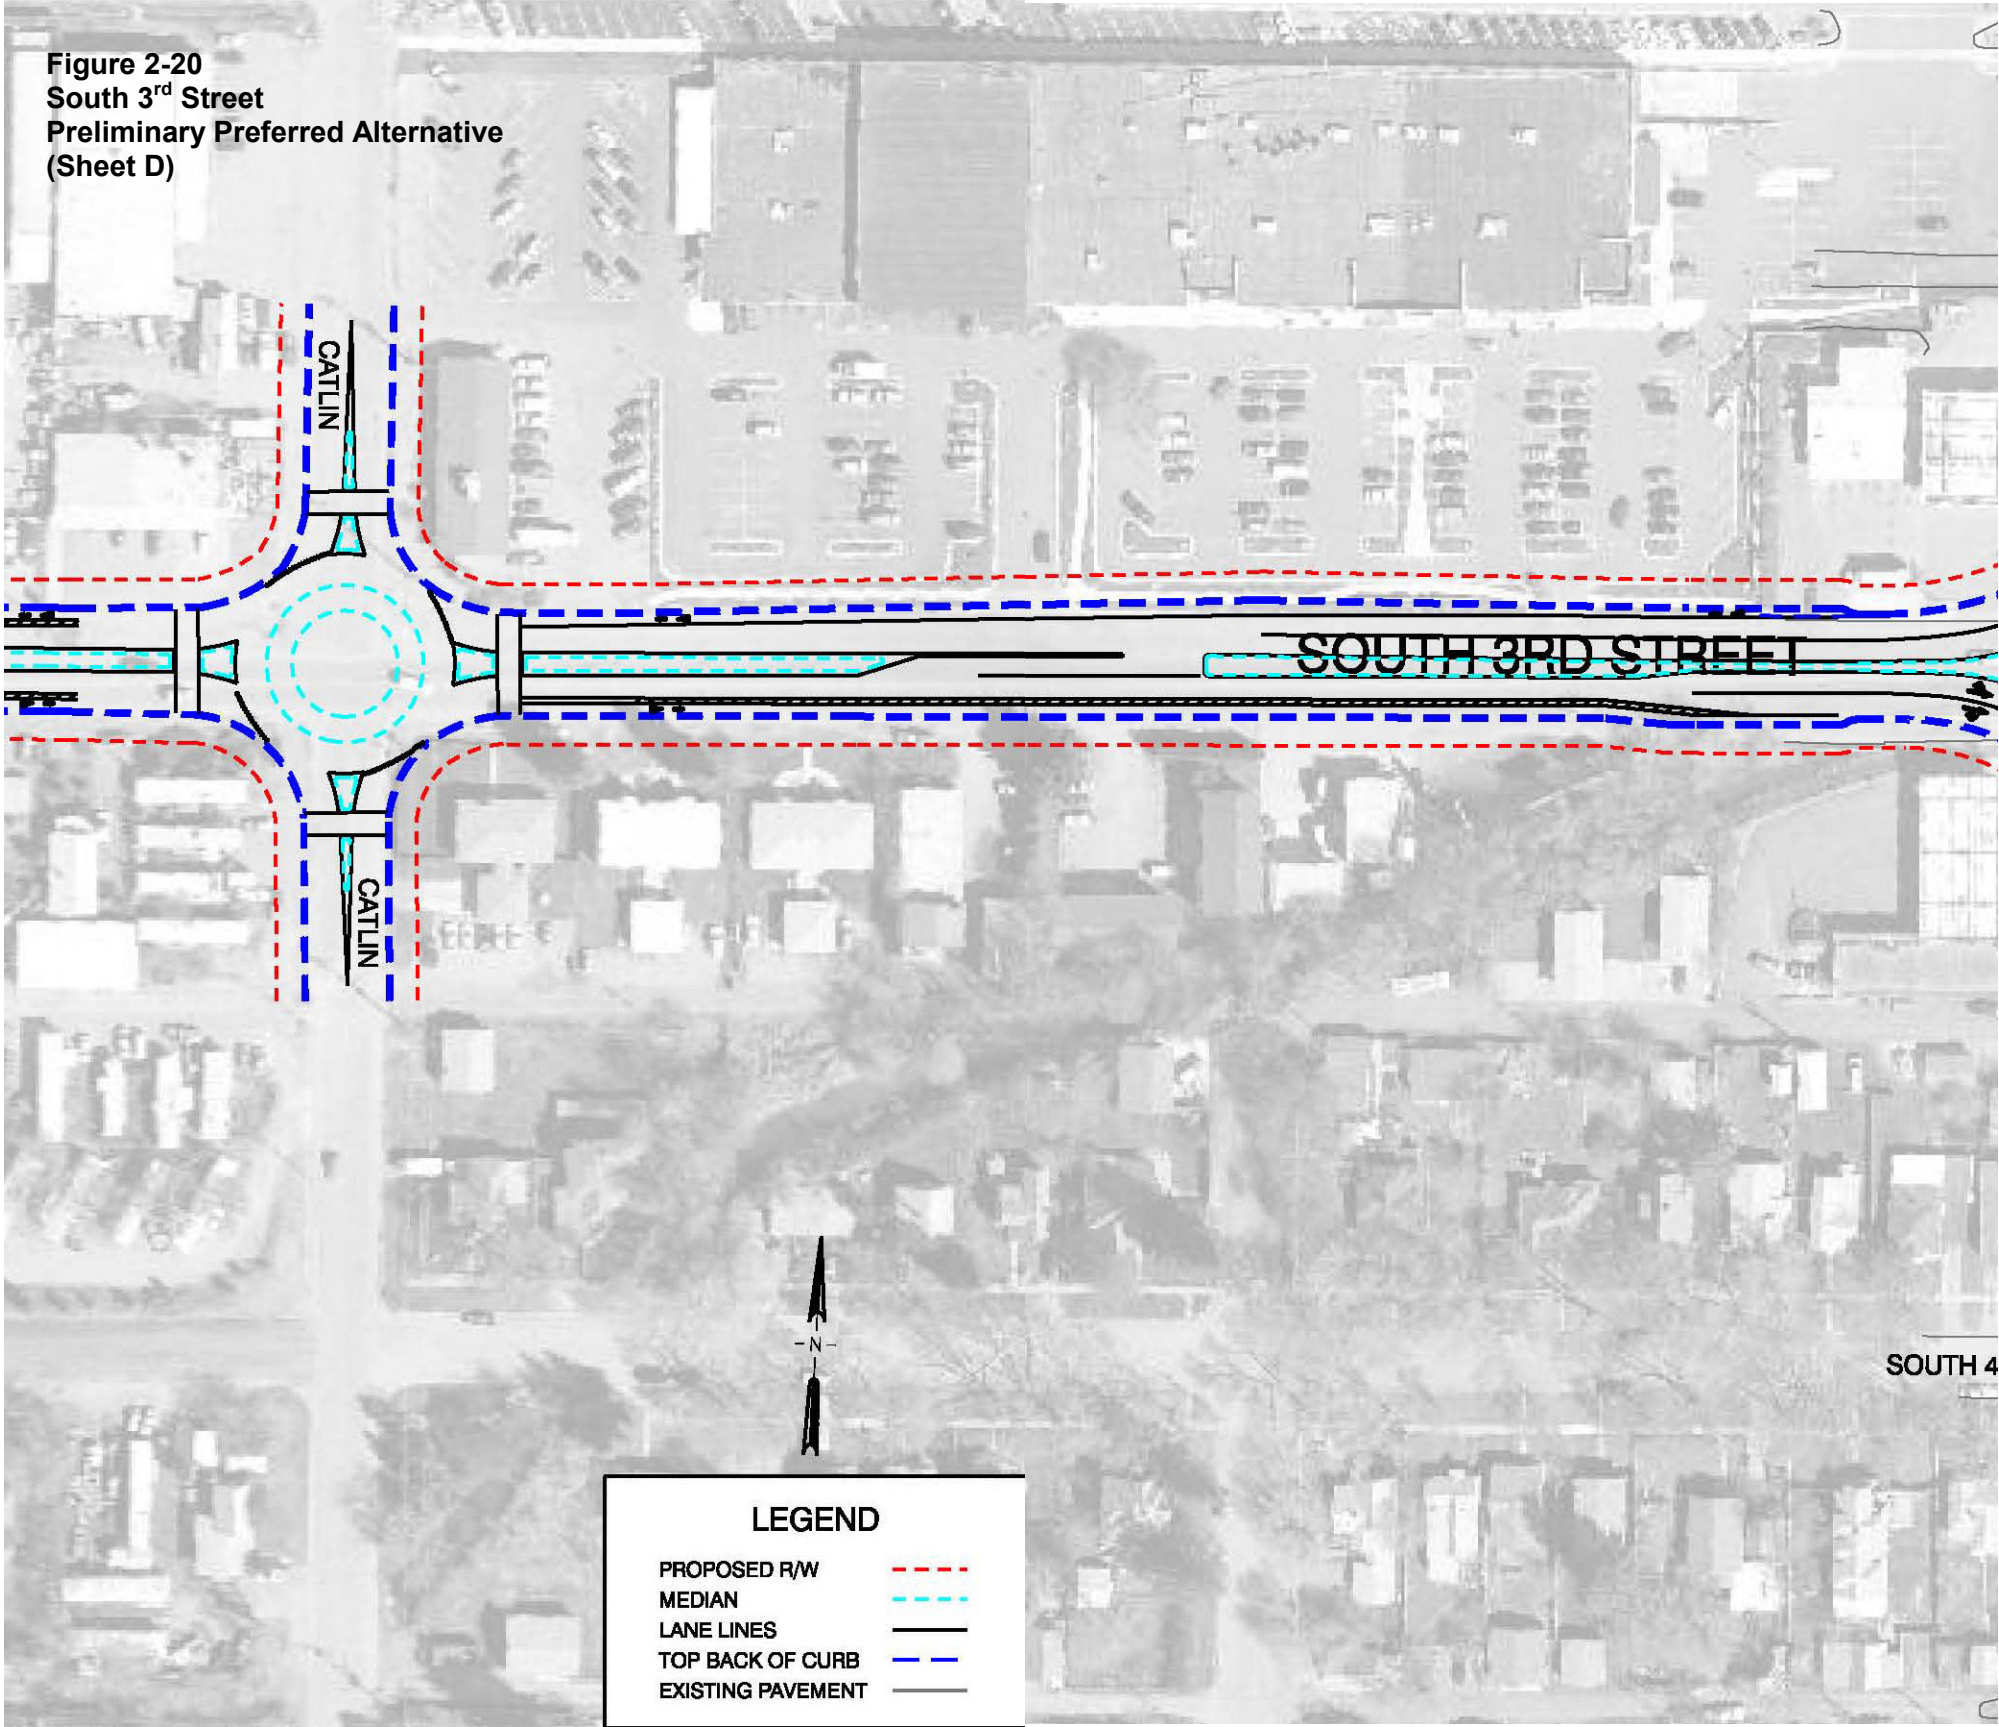 Figure 2-20
South 3rd Street
Preliminary Preferred Alternative
(Sheet D)
CATLIN
SOUTH 3RD STREET
CATLIN
-N-
SOUTH 4
LEGEND
PROPOSED R/W
MEDIAN
LANE LINES
TOP BACK OF CURB
EXISTING PAVEMENT